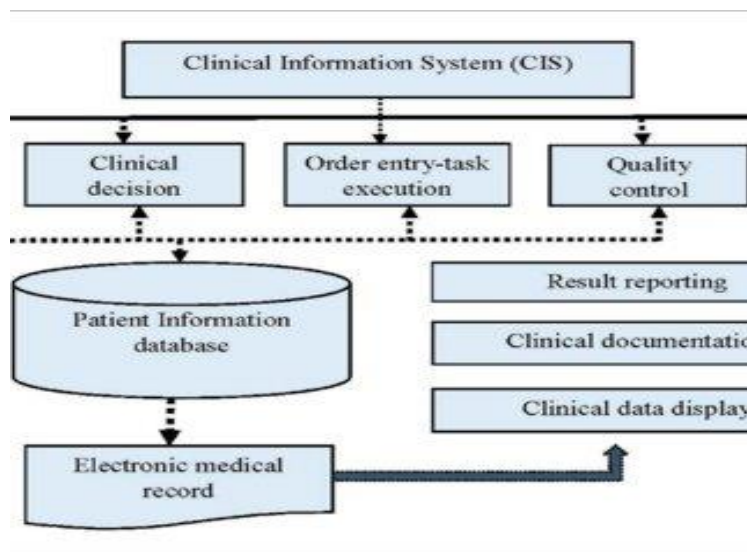 Clinical Information System (CIS)
Clinical
decision
Order entry-task
execution
Quality
control
Patient Information
database
Result reporting
Clinical documentatio
Clinical data display
Electronic medical
record